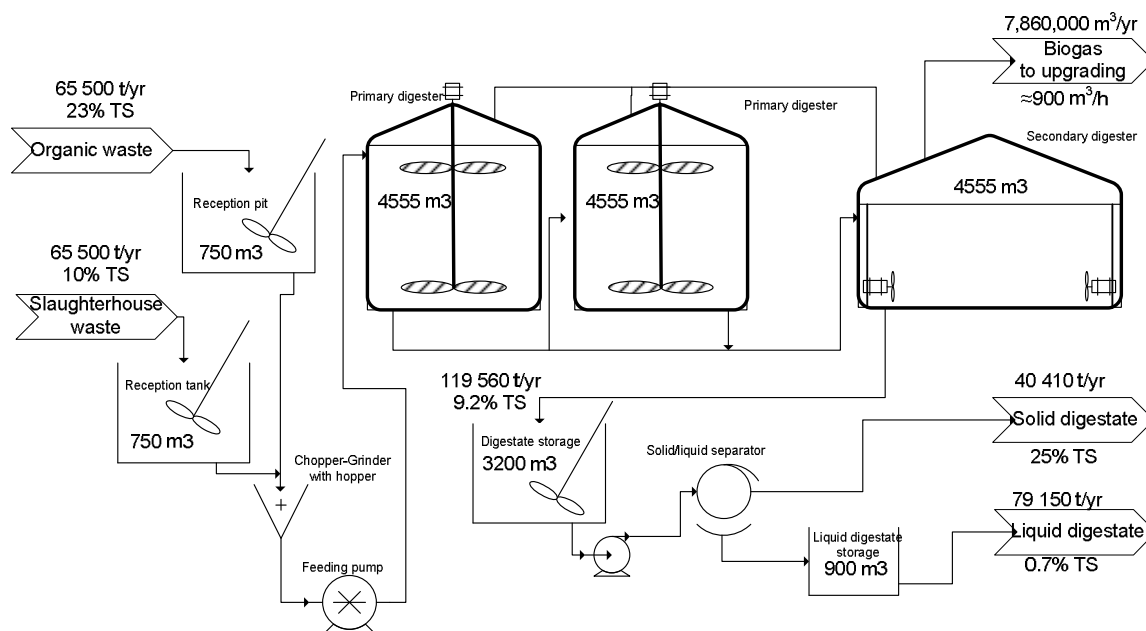 7,860,000 m³/yr
Biogas
to upgrading
≈900 m³/h
65 500 t/yr
23% TS
Organic waste
Primary digester
Primary digester
Secondary digester
4555 m3
4555 m3
4555 m3
Reception pit
750 m3
65 500 t/yr
10% TS
Slaughterhouse
waste
Reception tank
750 m3
119 560 t/yr
9.2% TS
40 410 t/yr
Solid digestate
25% TS
Digestate storage
3200 m3
Solid/liquid separator
Chopper-Grinder
with hopper
+
79 150 t/yr
Liquid digestate
0.7% TS
Liquid digestate
storage
900 m3
Feeding pump